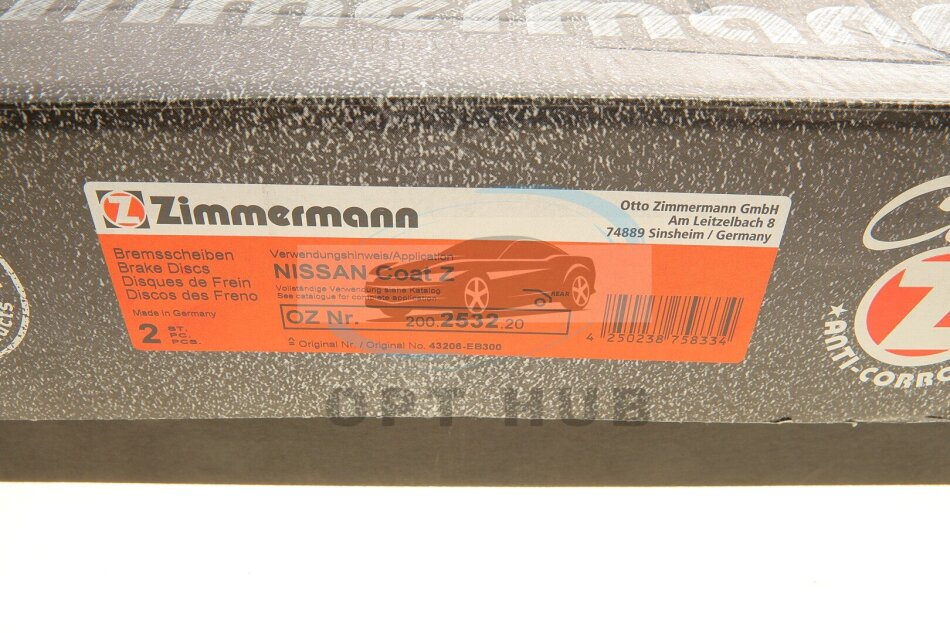 Zimmermann
Otto Zimmermann GmbH
Am Leitzelbach 8
74889 Sinsheim / Germany
Bremsscheiben
Brake Discs
Disques de Frein
Discos des Freno
Made in Germany
2 ST.
PC.
PCS.
Verwendungshinweis/Application
NISSAN Coat Z
Vollständige Verwendung siehe Katalog
See catalogue for complete application
REAR
OZ Nr. 200.2532.20
≙ Original Nr. / Original No. 43206-EB300
4 250238 758334
Z
★ANTI-CORRO
OPT HUB